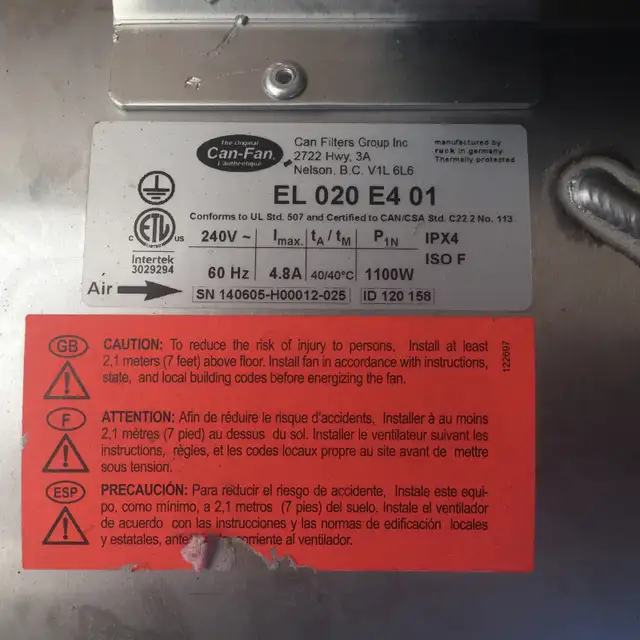 The Original
Can-Fan.
L'authentique
Can Filters Group Inc
2722 Hwy, 3A
Nelson. B.C. V1L 6L6
manufactured by
ruck in germany
Thermally protected
EL 020 E4 01
Conforms to UL Std. 507 and Certified to CAN/CSA Std. C22.2 No. 113
C ETL US
LISTED
Intertek
3029294
240V ~ Imax. tA / tM P1N IPX4
ISO F
60 Hz 4.8A 40/40°C 1100W
Air
SN 140605-H00012-025 ID 120 158
GB
CAUTION: To reduce the risk of injury to persons, Install at least
2,1 meters (7 feet) above floor. Install fan in accordance with instructions,
state, and local building codes before energizing the fan.
122697
F
ATTENTION: Afin de réduire le risque d'accidents, Installer à au moins
2,1 mètres (7 pied) au dessus du sol. Installer le ventilateur suivant les
instructions, règles, et les codes locaux propre au site avant de mettre
sous tension.
ESP
PRECAUCIÓN: Para reducir el riesgo de accidente, Instale este equi-
po, como mínimo, a 2,1 metros (7 pies) del suelo. Instale el ventilador
de acuerdo con las instrucciones y las normas de edificación locales
y estatales, corriente al ventilador.